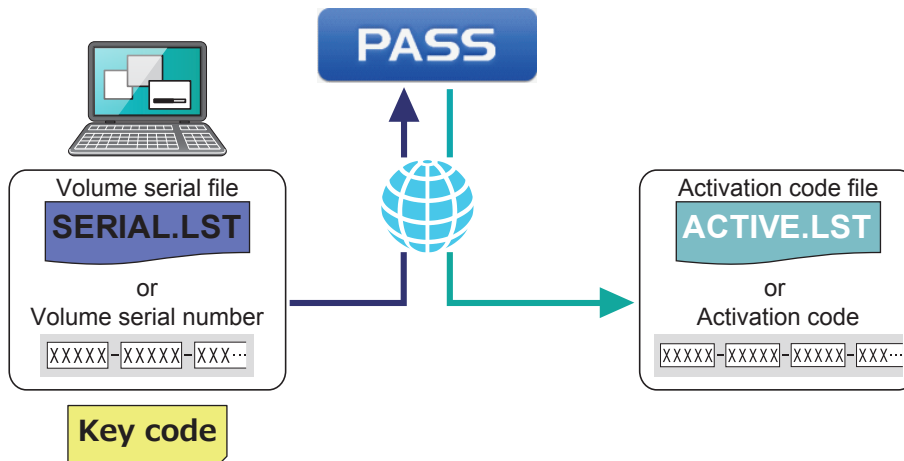 PASS
Volume serial file
SERIAL.LST
or
Volume serial number
XXXXX-XXXXX-XXX…
Key code
Activation code file
ACTIVE.LST
or
Activation code
XXXXX-XXXXX-XXXXX-XXX…